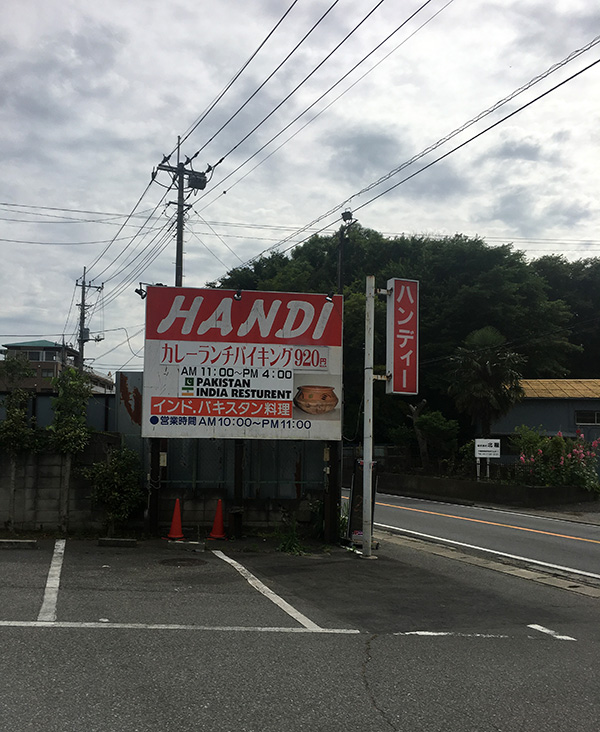 HANDI
カレーランチバイキング920円
AM 11:00〜PM 4:00
PAKISTAN
INDIA RESTURENT
インド、パキスタン料理
●営業時間 AM 10:00〜PM 11:00
ハンディー